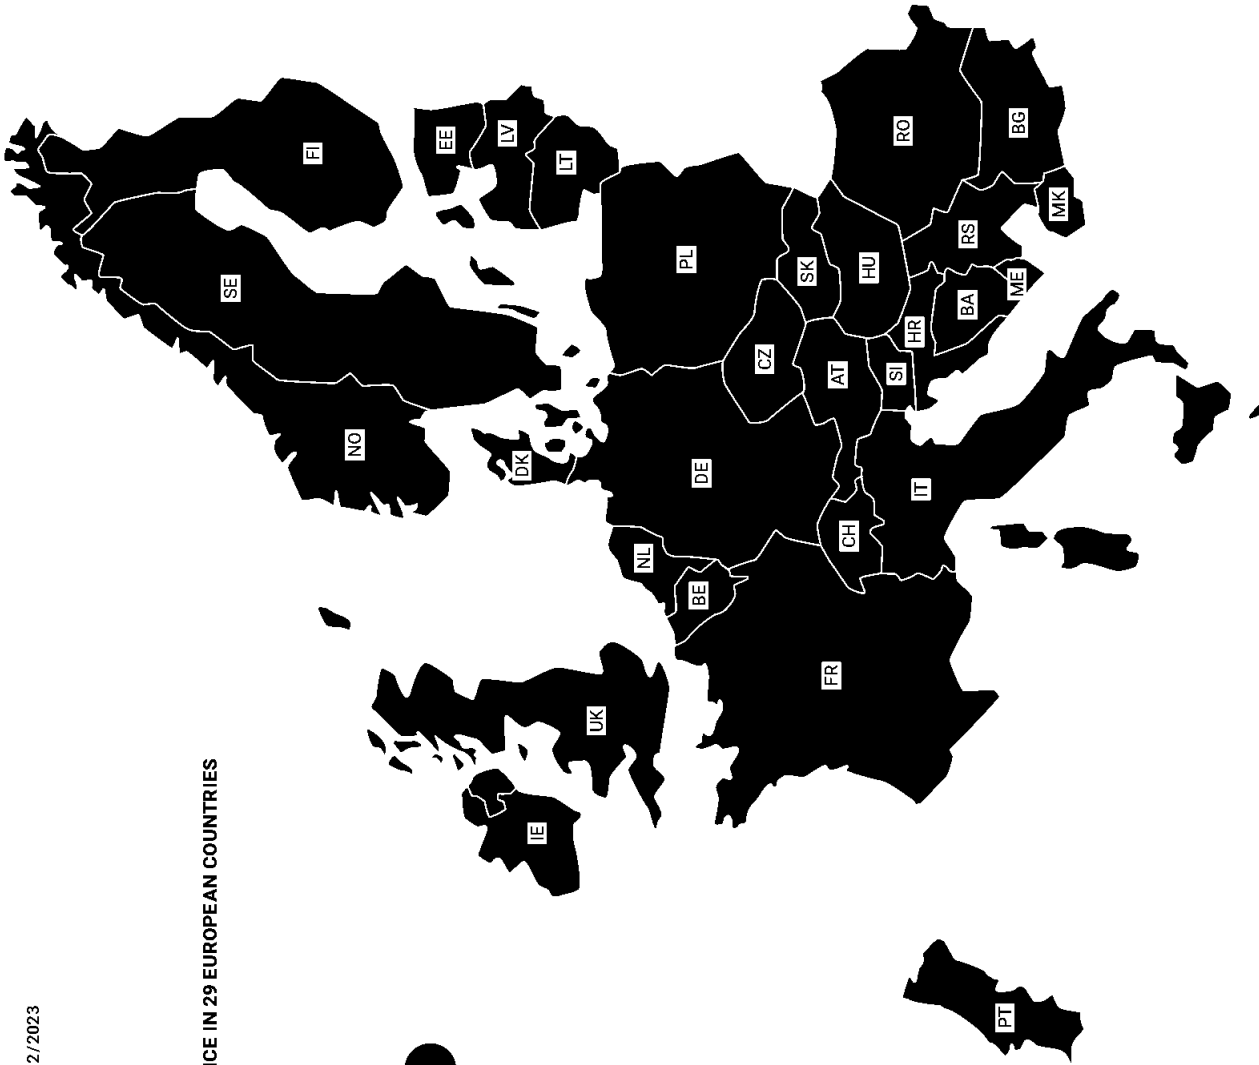 2/2023
ICE IN 29 EUROPEAN COUNTRIES
FI
SE
NO
EE
LV
LT
DK
PL
DE
NL
BE
UK
IE
CZ
SK
AT
HU
CH
SI
HR
RO
RS
BA
ME
MK
BG
IT
FR
PT